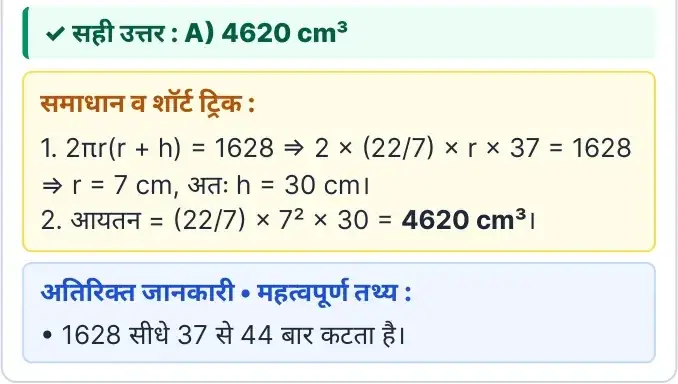 ✓ सही उत्तर : A) 4620 cm³
समाधान व शॉर्ट ट्रिक :
1. 2πr(r + h) = 1628 ⇒ 2 × (22/7) × r × 37 = 1628
⇒ r = 7 cm, अतः h = 30 cm।
2. आयतन = (22/7) × 7² × 30 = 4620 cm³।
अतिरिक्त जानकारी • महत्वपूर्ण तथ्य :
• 1628 सीधे 37 से 44 बार कटता है।